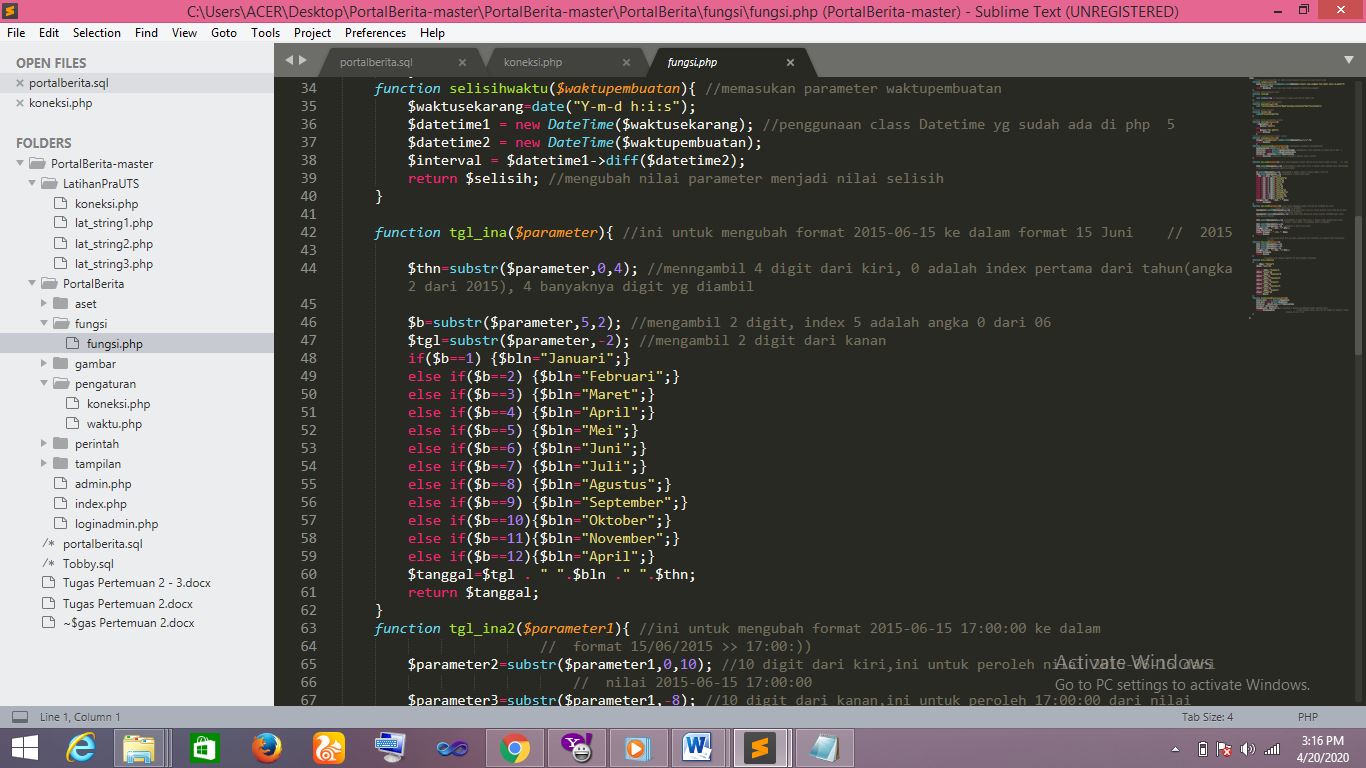 C:\Users\ACER\Desktop\PortalBerita-master\PortalBerita-master\PortalBerita\fungsi\fungsi.php (PortalBerita-master) - Sublime Text (UNREGISTERED)
File Edit Selection Find View Goto Tools Project Preferences Help
OPEN FILES
portalberita.sql
koneksi.php
FOLDERS
PortalBerita-master
LatihanPraUTS
koneksi.php
lat_string1.php
lat_string2.php
lat_string3.php
PortalBerita
aset
fungsi
fungsi.php
gambar
pengaturan
koneksi.php
waktu.php
perintah
tampilan
admin.php
index.php
loginadmin.php
/* portalberita.sql
/* Tobby.sql
Tugas Pertemuan 2 - 3.docx
Tugas Pertemuan 2.docx
~$gas Pertemuan 2.docx
portalberita.sql koneksi.php fungsi.php
34 function selisihwaktu($waktupembuatan){ //memasukan parameter waktupembuatan
35 $waktusekarang=date("Y-m-d h:i:s");
36 $datetime1 = new DateTime($waktusekarang); //penggunaan class Datetime yg sudah ada di php 5
37 $datetime2 = new DateTime($waktupembuatan);
38 $interval = $datetime1->diff($datetime2);
39 return $selisih; //mengubah nilai parameter menjadi nilai selisih
40 }
41
42 function tgl_ina($parameter){ //ini untuk mengubah format 2015-06-15 ke dalam format 15 Juni // 2015
43
44 $thn=substr($parameter,0,4); //menngambil 4 digit dari kiri, 0 adalah index pertama dari tahun(angka
2 dari 2015), 4 banyaknya digit yg diambil
45
46 $b=substr($parameter,5,2); //mengambil 2 digit, index 5 adalah angka 0 dari 06
47 $tgl=substr($parameter,-2); //mengambil 2 digit dari kanan
48 if($b==1) {$bln="Januari";}
49 else if($b==2) {$bln="Februari";}
50 else if($b==3) {$bln="Maret";}
51 else if($b==4) {$bln="April";}
52 else if($b==5) {$bln="Mei";}
53 else if($b==6) {$bln="Juni";}
54 else if($b==7) {$bln="Juli";}
55 else if($b==8) {$bln="Agustus";}
56 else if($b==9) {$bln="September";}
57 else if($b==10){$bln="Oktober";}
58 else if($b==11){$bln="November";}
59 else if($b==12){$bln="April";}
60 $tanggal=$tgl . " ".$bln ." ".$thn;
61 return $tanggal;
62 }
63 function tgl_ina2($parameter1){ //ini untuk mengubah format 2015-06-15 17:00:00 ke dalam
64 // format 15/06/2015 >> 17:00:))
65 $parameter2=substr($parameter1,0,10); //10 digit dari kiri,ini untuk peroleh nilai 2015-06-15 dari
66 // nilai 2015-06-15 17:00:00
67 $parameter3=substr($parameter1,-8); //10 digit dari kanan,ini untuk peroleh 17:00:00 dari nilai
Activate Windows
Go to PC settings to activate Windows.
Line 1, Column 1 Tab Size: 4 PHP
3:16 PM
4/20/2020